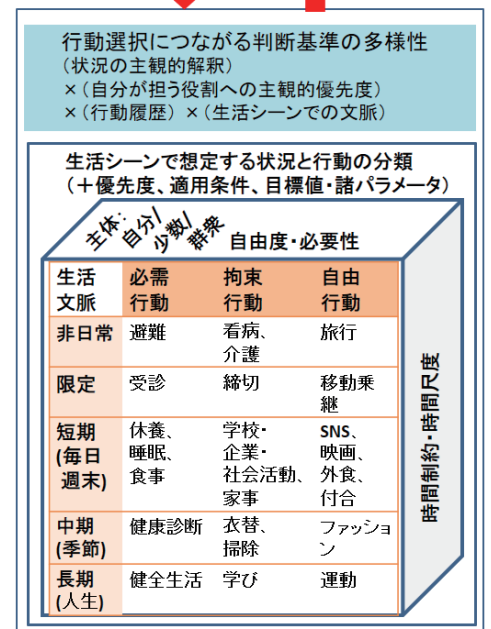 行動選択につながる判断基準の多様性
（状況の主観的解釈）
×（自分が担う役割への主観的優先度）
×（行動履歴）×（生活シーンでの文脈）
生活シーンで想定する状況と行動の分類
（＋優先度、適用条件、目標値・諸パラメータ）
主体:
自分/
少数/
群衆
自由度・必要性
生活
文脈
必需
行動
拘束
行動
自由
行動
非日常
避難
看病、
介護
旅行
限定
受診
締切
移動乗
継
短期
(毎日
週末)
休養、
睡眠、
食事
学校・
企業・
社会活動、
家事
SNS、
映画、
外食、
付合
中期
(季節)
健康診断
衣替、
掃除
ファッショ
ン
長期
(人生)
健全生活
学び
運動
時間制約・時間尺度